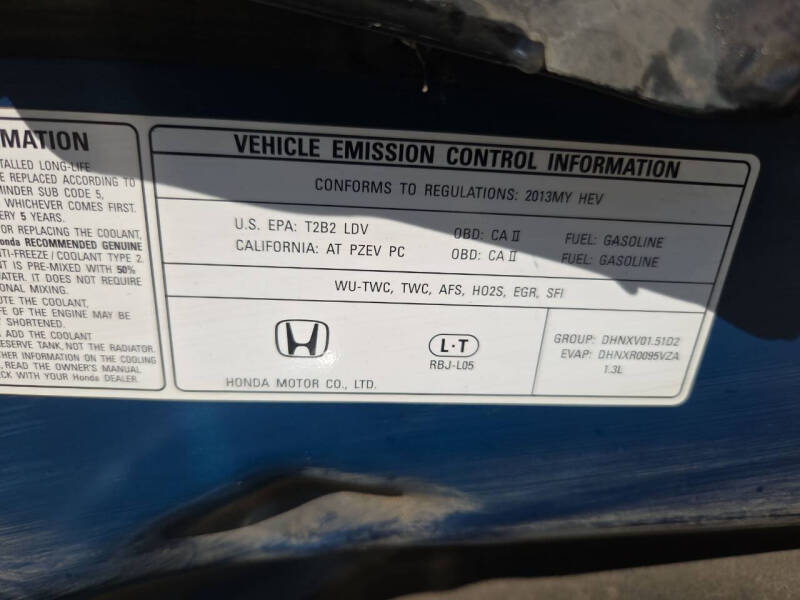 MATION
TALLED LONG-LIFE
E REPLACED ACCORDING TO
MINDER SUB CODE 5,
WHICHEVER COMES FIRST.
ERY 5 YEARS.
OR REPLACING THE COOLANT,
onda RECOMMENDED GENUINE
NTI-FREEZE / COOLANT TYPE 2.
NT IS PRE-MIXED WITH 50%
ATER. IT DOES NOT REQUIRE
ONAL MIXING.
OTE THE COOLANT,
FE OF THE ENGINE MAY BE
SHORTENED.
ADD THE COOLANT
RESERVE TANK, NOT THE RADIATOR.
THER INFORMATION ON THE COOLING
, READ THE OWNER'S MANUAL
CK WITH YOUR Honda DEALER.
VEHICLE EMISSION CONTROL INFORMATION
CONFORMS TO REGULATIONS: 2013MY HEV
U.S. EPA: T2B2 LDV OBD: CA II FUEL: GASOLINE
CALIFORNIA: AT PZEV PC OBD: CA II FUEL: GASOLINE
WU-TWC, TWC, AFS, HO2S, EGR, SFI
HONDA MOTOR CO., LTD.
L·T
RBJ-L05
GROUP: DHNXV01.51D2
EVAP: DHNXR0095VZA
1.3L